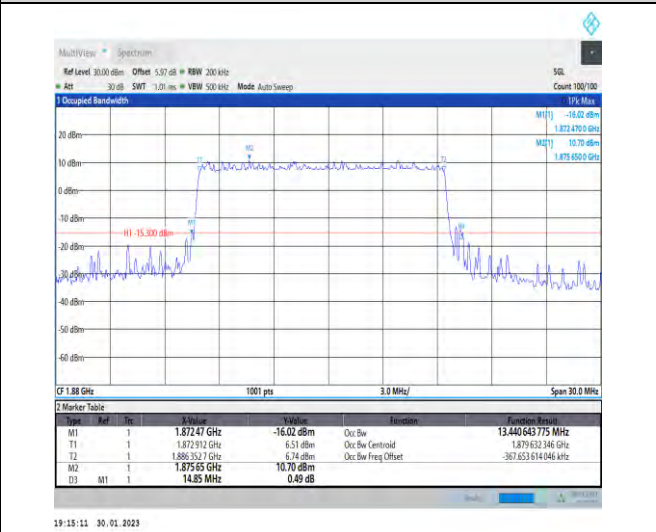 MultiView Spectrum
Ref Level 30.00 dBm Offset 5.97 dB RBW 200 kHz SGL
Att 30 dB SWT 1.01 ms VBW 500 kHz Mode Auto Sweep Count 100/100
1 Occupied Bandwidth 1Pk Max
M1[1] -16.02 dBm
1.872 470 0 GHz
20 dBm M2[1] 10.70 dBm
1.875 650 0 GHz
M2
T1 T2
10 dBm
0 dBm
-10 dBm
M1
H1 -15.300 dBm
-20 dBm
-30 dBm
-40 dBm
-50 dBm
-60 dBm
CF 1.88 GHz 1001 pts 3.0 MHz/ Span 30.0 MHz
2 Marker Table
Type Ref Trc X-Value Y-Value Function Function Result
M1 1 1.872 47 GHz -16.02 dBm Occ Bw 13.440 643 775 MHz
T1 1 1.872 912 GHz 6.51 dBm Occ Bw Centroid 1.879 632 346 GHz
T2 1 1.886 352 7 GHz 6.74 dBm Occ Bw Freq Offset -367.653 614 046 kHz
M2 1 1.875 65 GHz 10.70 dBm
D3 M1 1 14.85 MHz 0.49 dB
19:15:11 30.01.2023